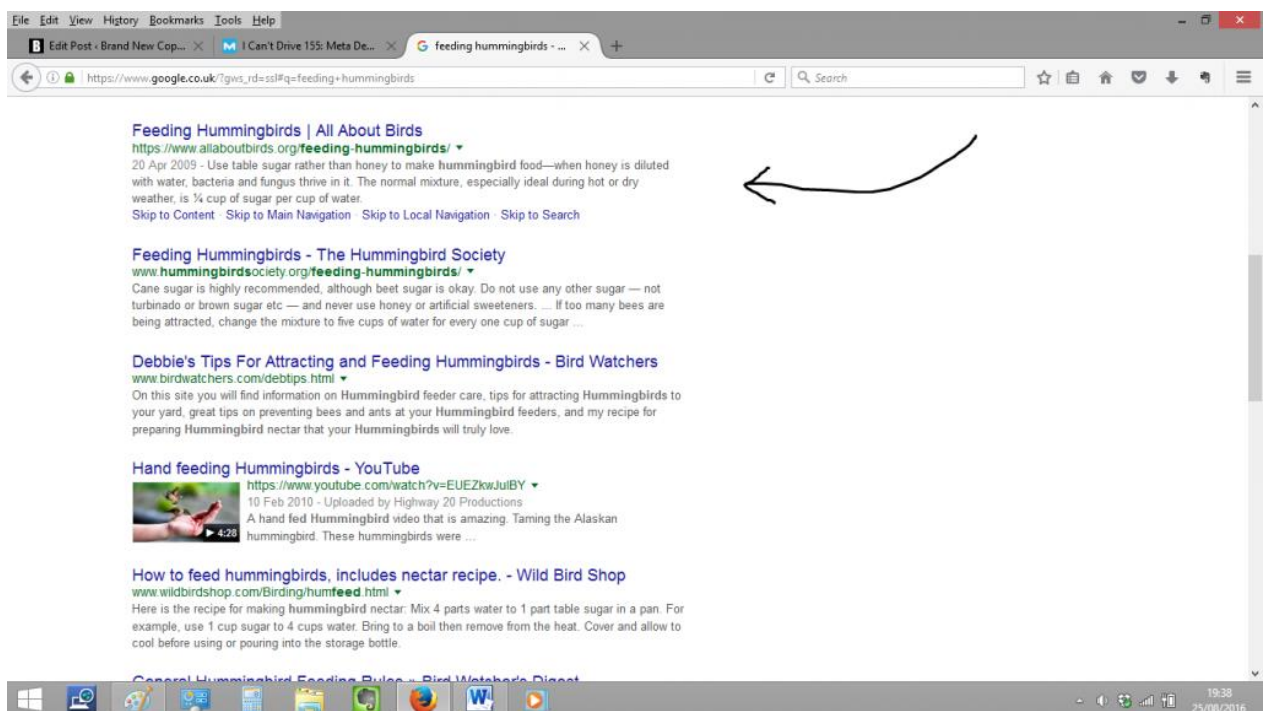 File Edit View History Bookmarks Tools Help
B Edit Post ‹ Brand New Cop... × M I Can't Drive 155: Meta De... × G feeding hummingbirds - ... × +
https://www.google.co.uk/?gws_rd=ssl#q=feeding+hummingbirds Search
Feeding Hummingbirds | All About Birds
https://www.allaboutbirds.org/feeding-hummingbirds/
20 Apr 2009 - Use table sugar rather than honey to make hummingbird food—when honey is diluted
with water, bacteria and fungus thrive in it. The normal mixture, especially ideal during hot or dry
weather, is ¼ cup of sugar per cup of water.
Skip to Content · Skip to Main Navigation · Skip to Local Navigation · Skip to Search
Feeding Hummingbirds - The Hummingbird Society
www.hummingbirdsociety.org/feeding-hummingbirds/
Cane sugar is highly recommended, although beet sugar is okay. Do not use any other sugar — not
turbinado or brown sugar etc — and never use honey or artificial sweeteners. ... If too many bees are
being attracted, change the mixture to five cups of water for every one cup of sugar ...
Debbie's Tips For Attracting and Feeding Hummingbirds - Bird Watchers
www.birdwatchers.com/debtips.html
On this site you will find information on Hummingbird feeder care, tips for attracting Hummingbirds to
your yard, great tips on preventing bees and ants at your Hummingbird feeders, and my recipe for
preparing Hummingbird nectar that your Hummingbirds will truly love.
Hand feeding Hummingbirds - YouTube
https://www.youtube.com/watch?v=EUEZkwJulBY
10 Feb 2010 - Uploaded by Highway 20 Productions
A hand fed Hummingbird video that is amazing. Taming the Alaskan
4:28 hummingbird. These hummingbirds were ...
How to feed hummingbirds, includes nectar recipe. - Wild Bird Shop
www.wildbirdshop.com/Birding/humfeed.html
Here is the recipe for making hummingbird nectar: Mix 4 parts water to 1 part table sugar in a pan. For
example, use 1 cup sugar to 4 cups water. Bring to a boil then remove from the heat. Cover and allow to
cool before using or pouring into the storage bottle.
General Hummingbird Feeding Rules « Bird Watcher's Digest
W 19:38
25/08/2016